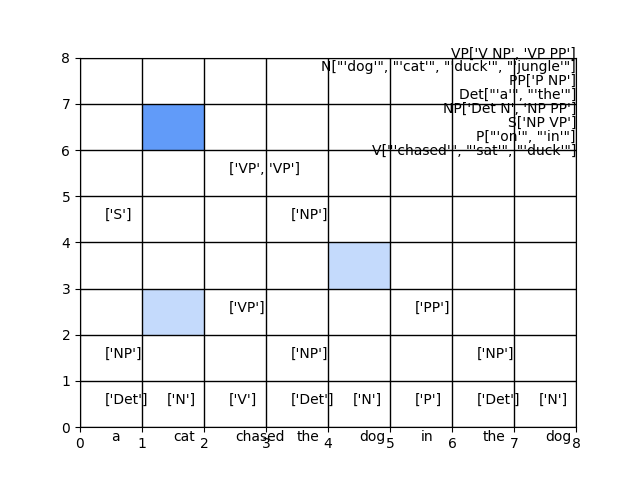 VP['V NP', 'VP PP']
8
N["'dog'", "'cat'", "'duck'", "'jungle'"]
PP['P NP']
Det["'a'", "'the'"]
7
NP['Det N', 'NP PP']
S['NP VP']
P["'on'", "'in'"]
6
V["'chased'", "'sat'", "'duck'"]
['VP', 'VP']
5
['S'] ['NP']
4
3
['VP'] ['PP']
2
['NP'] ['NP'] ['NP']
1
['Det'] ['N'] ['V'] ['Det'] ['N'] ['P'] ['Det'] ['N']
0
a cat chased the dog in the dog
0 1 2 3 4 5 6 7 8